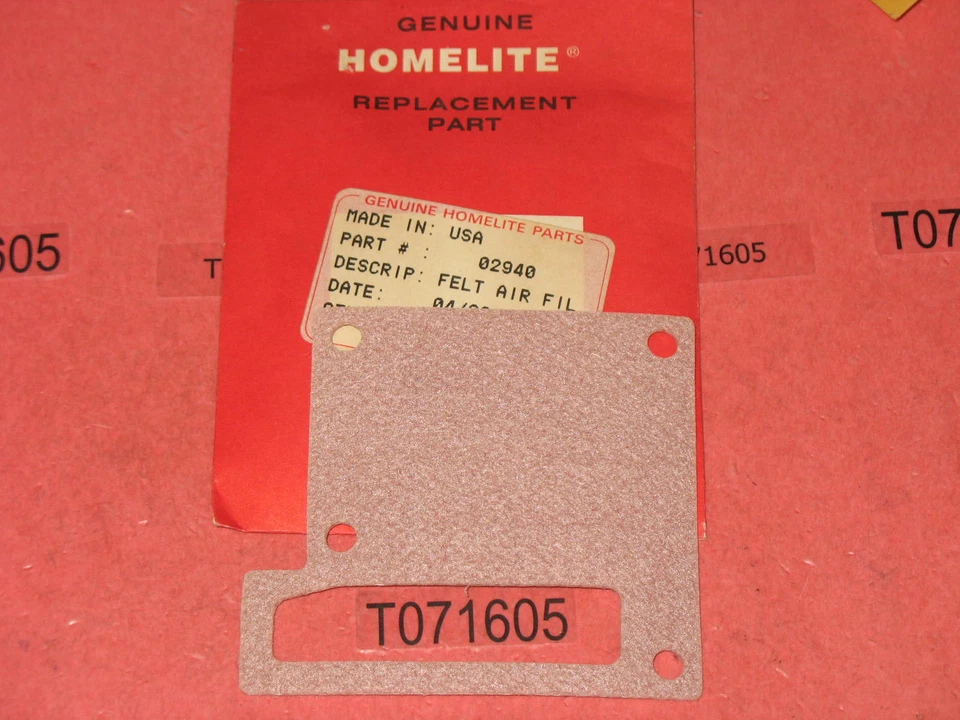 GENUINE
HOMELITE®
REPLACEMENT
PART
GENUINE HOMELITE PARTS
MADE IN: USA
PART # : 02940
DESCRIP: FELT AIR FIL
DATE:
605
T
71605
T07
T071605